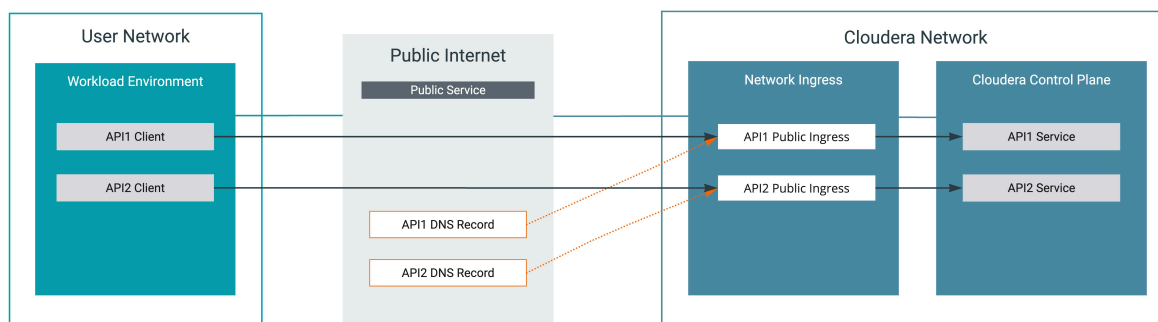 User Network
Workload Environment
API1 Client
API2 Client
Public Internet
Public Service
API1 DNS Record
API2 DNS Record
Cloudera Network
Network Ingress
API1 Public Ingress
API2 Public Ingress
Cloudera Control Plane
API1 Service
API2 Service